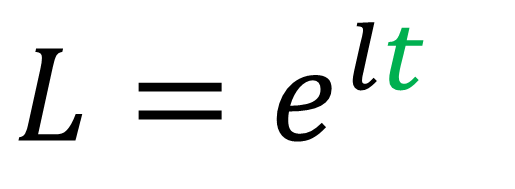 L = e^{lt}